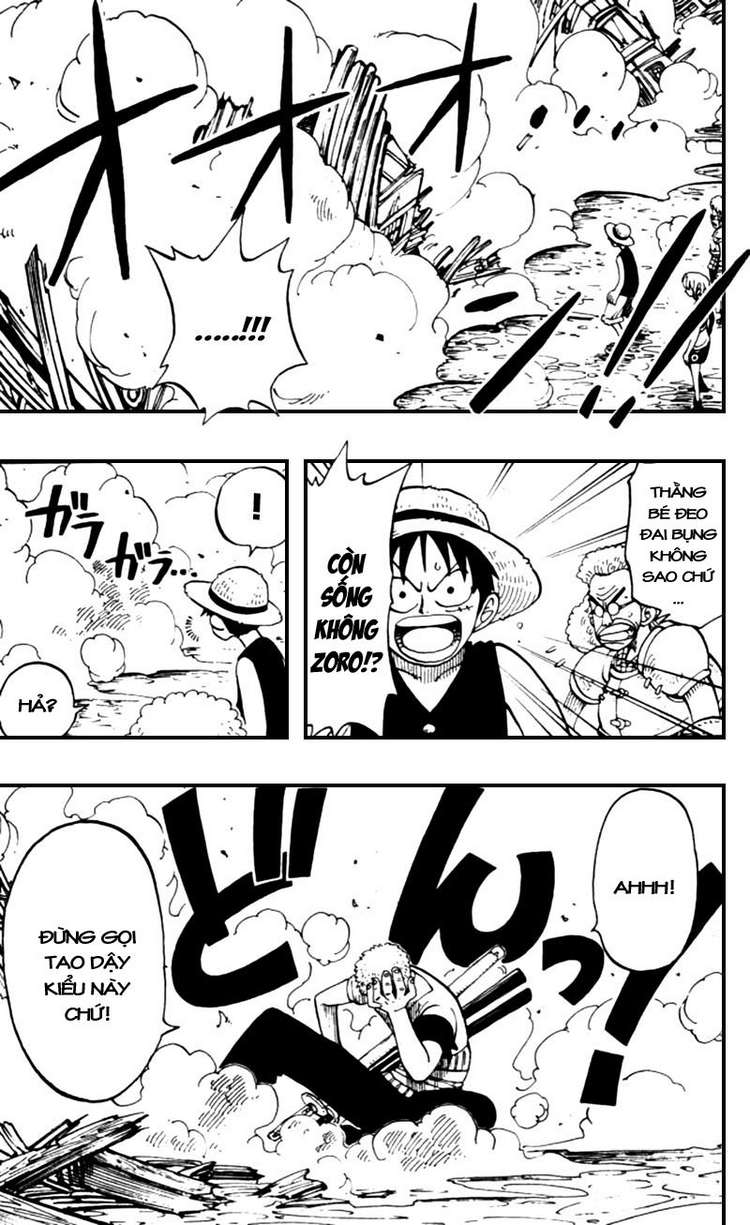 オオオ!!!
......!!!
THẰNG
BÉ ĐEO
ĐAI BỤNG
KHÔNG
SAO CHỨ
...
CÒN
SỐNG
KHÔNG
ZORO!?
!
ガラ
ガラ...
HẢ?
AHHH!
どんっ!
ĐỪNG GỌI
TAO DẬY
KIỂU NÀY
CHỨ!